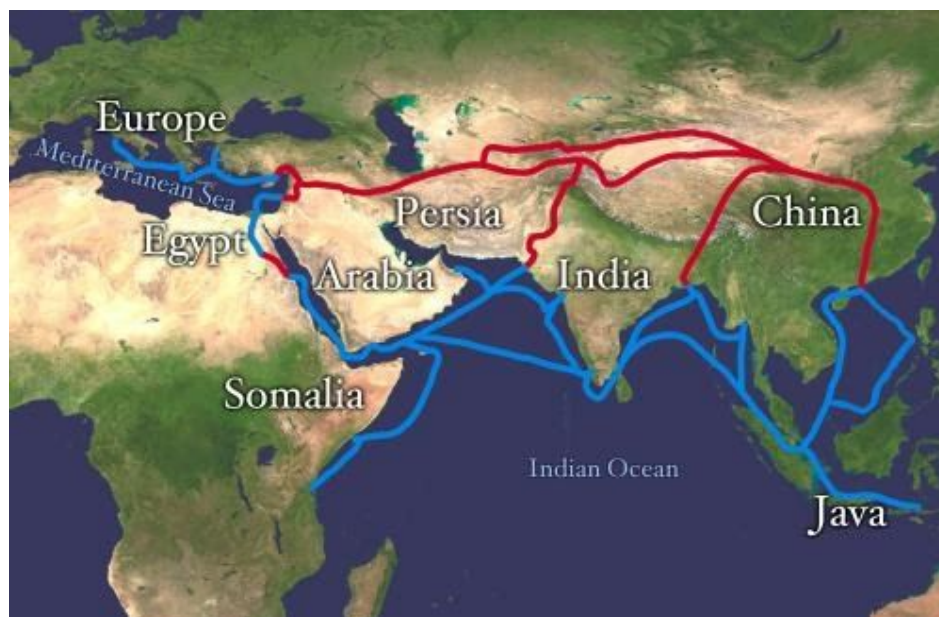 Europe
Mediterranean Sea
Egypt
Persia
China
Arabia
India
Somalia
Indian Ocean
Java